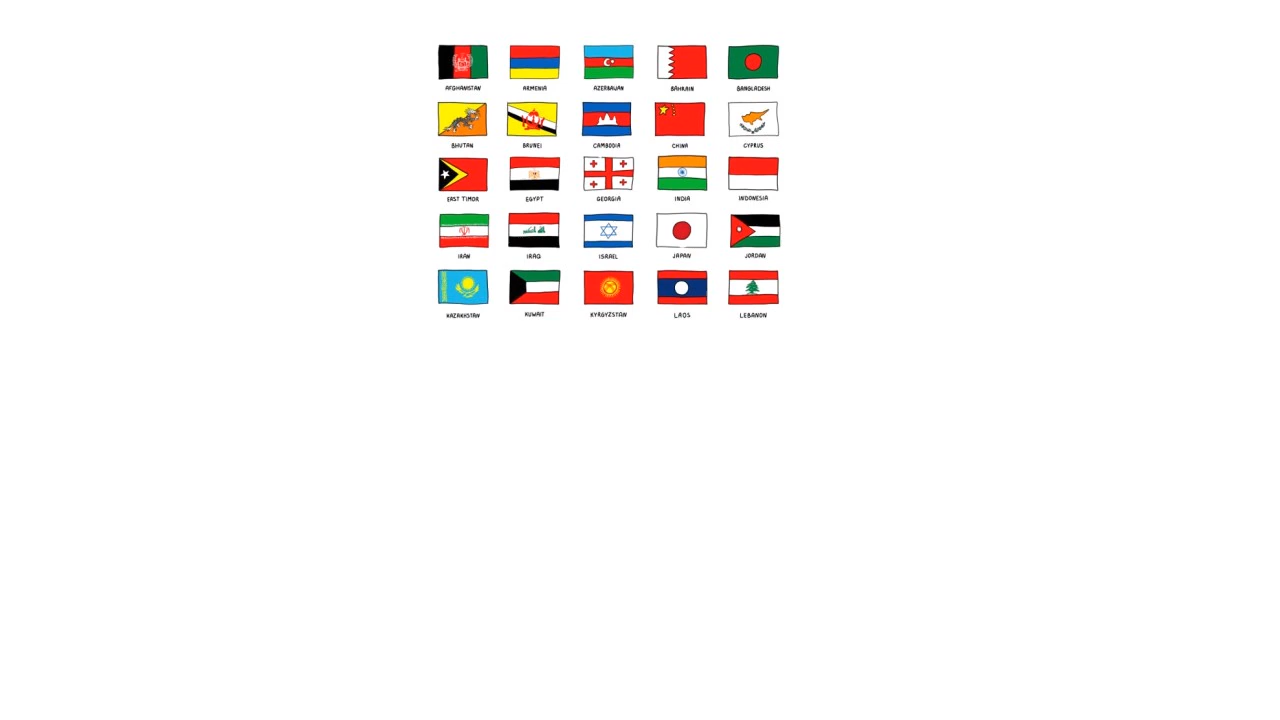 AFGHANISTAN
ARMENIA
AZERBAIJAN
BAHRAIN
BANGLADESH
BHUTAN
BRUNEI
CAMBODIA
CHINA
CYPRUS
EAST TIMOR
EGYPT
GEORGIA
INDIA
INDONESIA
IRAN
IRAQ
ISRAEL
JAPAN
JORDAN
KAZAKHSTAN
KUWAIT
KYRGYZSTAN
LAOS
LEBANON